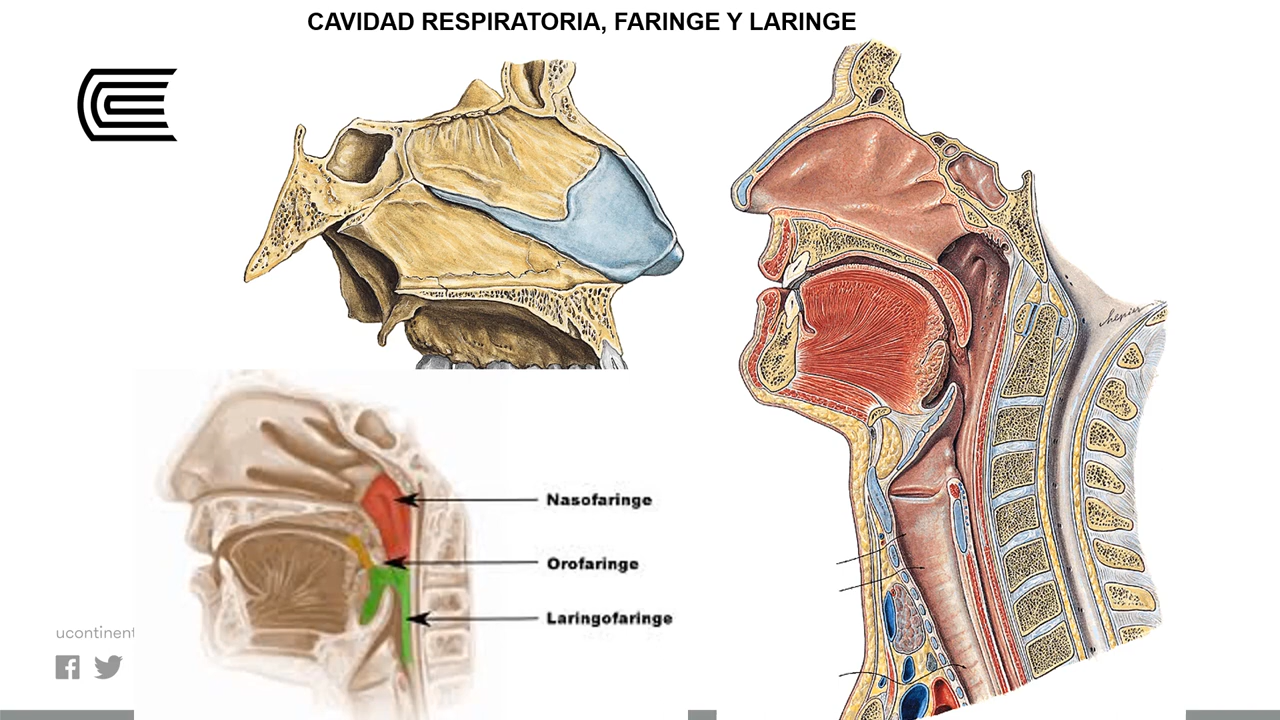 CAVIDAD RESPIRATORIA, FARINGE Y LARINGE
Nasofaringe
Orofaringe
Laringofaringe
ucontinent